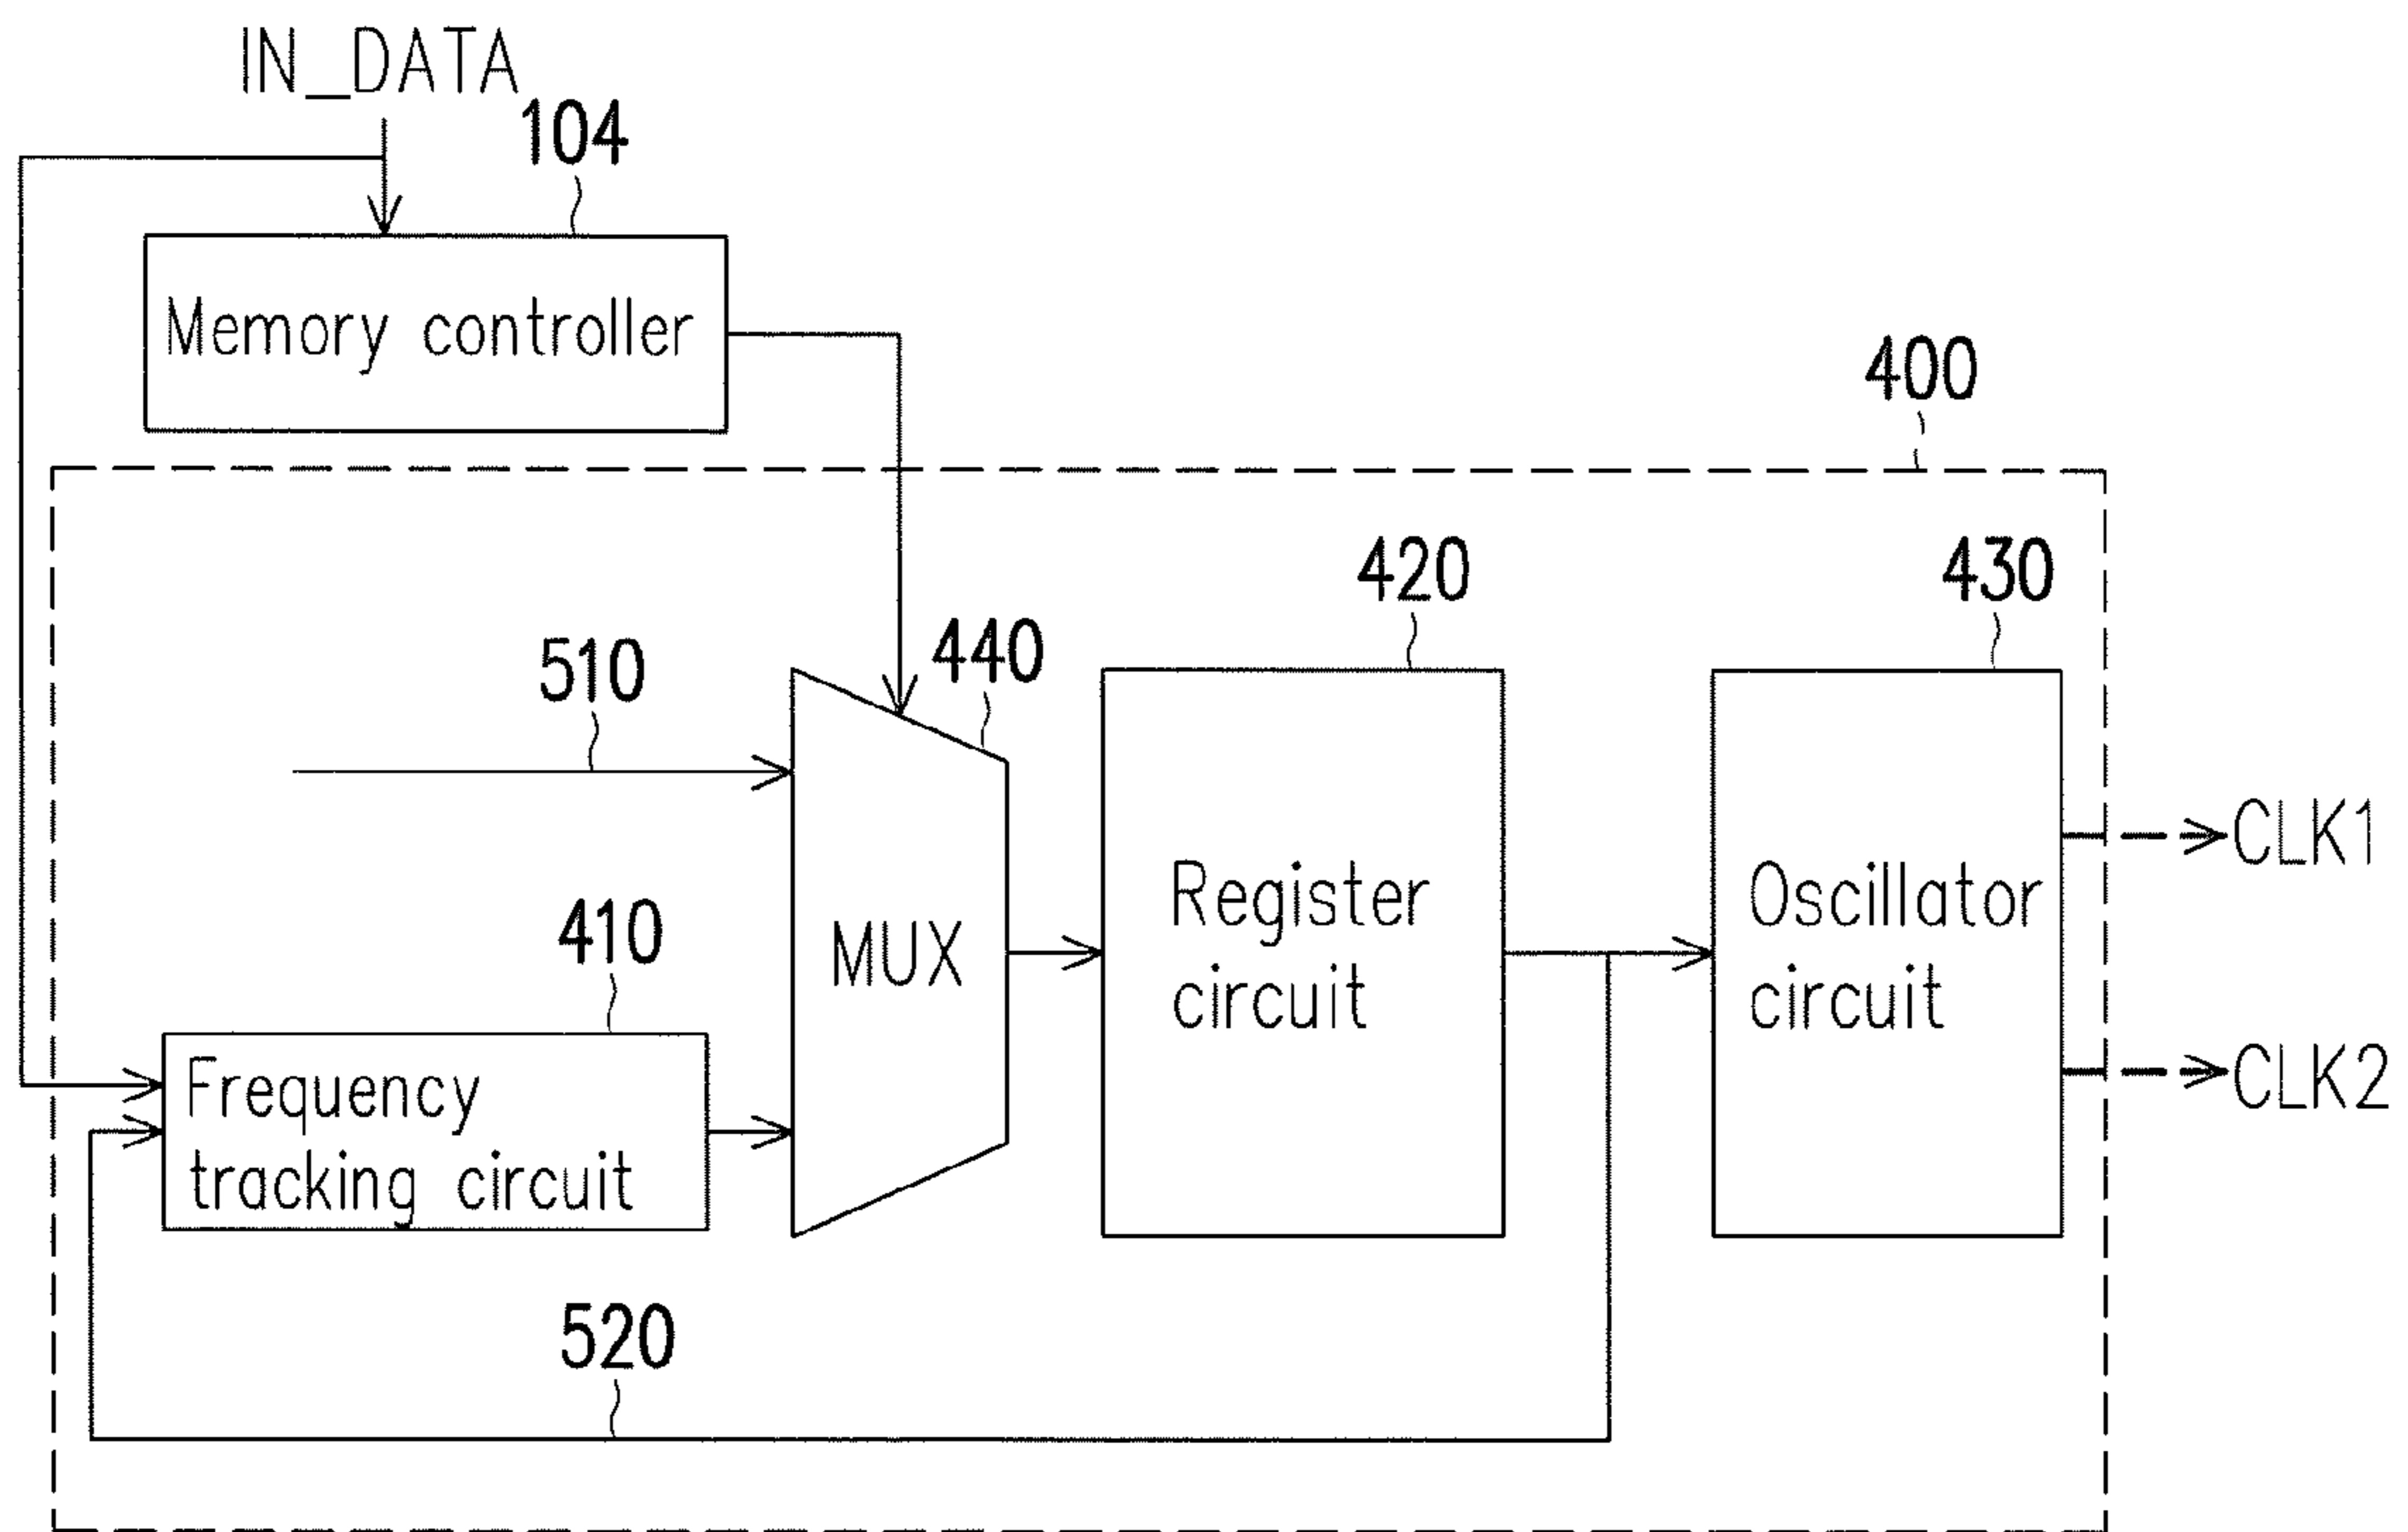 IN_DATA
104
Memory controller
400
420
430
510
440
410
MUX
Register
circuit
Oscillator
circuit
CLK1
Frequency
tracking circuit
CLK2
520